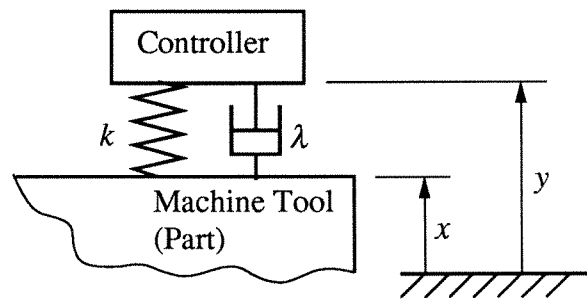 Controller
k
λ
Machine Tool
(Part)
x
y